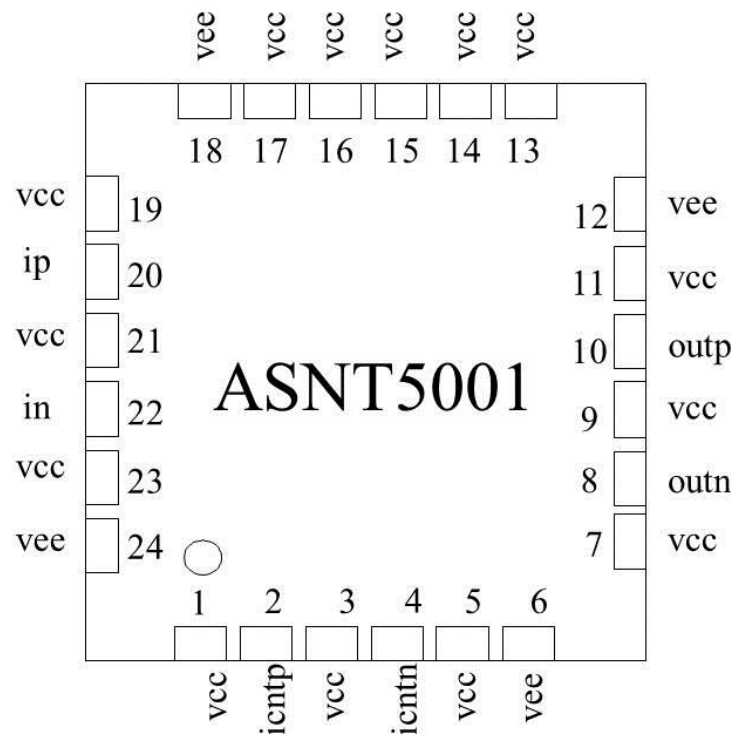 vee vcc vcc vcc vcc vcc
18 17 16 15 14 13
vcc 19
ip 20
vcc 21
in 22
vcc 23
vee 24
ASNT5001
12 vee
11 vcc
10 outp
9 vcc
8 outn
7 vcc
1 2 3 4 5 6
vcc icntp vcc icntn vcc vee